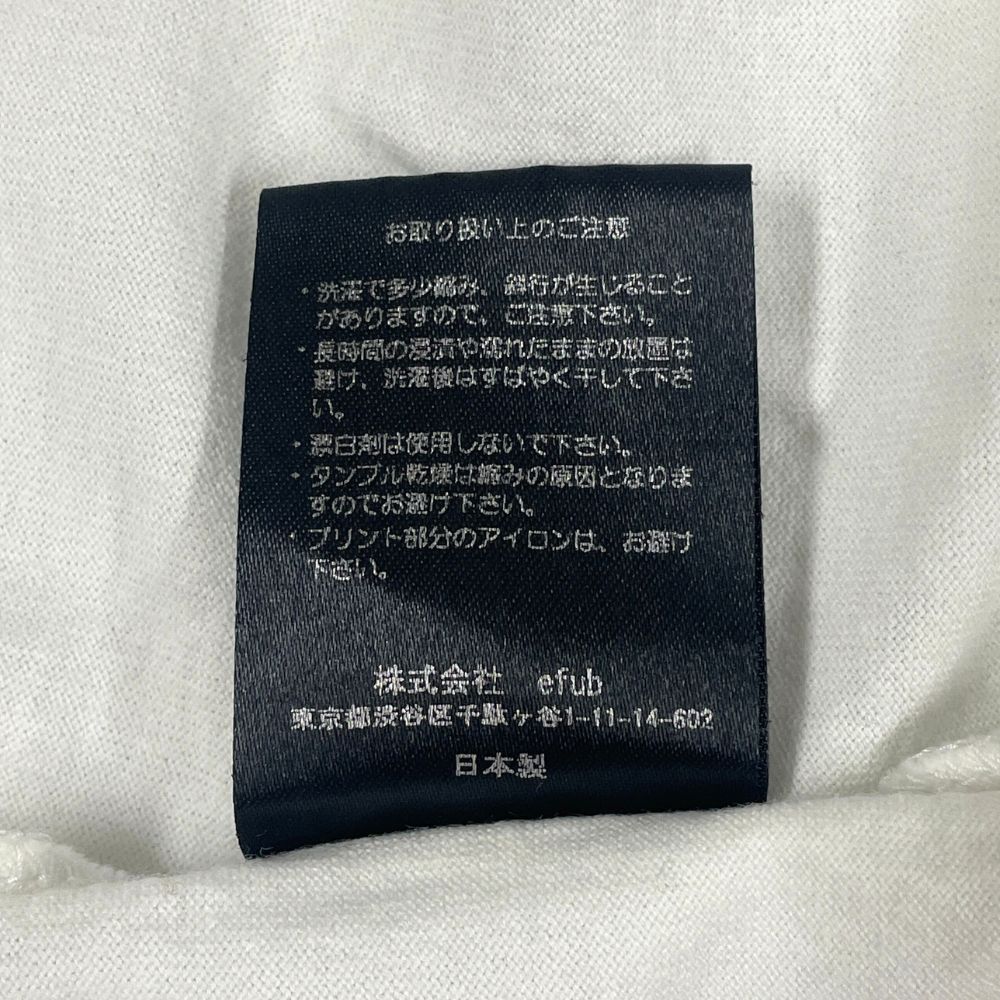 お取り扱い上のご注意
・洗濯で多少縮み、斜行が生じること
がありますので、ご注意下さい。
・長時間の浸漬や濡れたままの放置は
避け、洗濯後はすばやく干して下さ
い。
・漂白剤は使用しないで下さい。
・タンブル乾燥は縮みの原因となりま
すのでお避け下さい。
・プリント部分のアイロンは、お避け
下さい。
株式会社 efub
東京都渋谷区千駄ヶ谷1-11-14-602
日本製